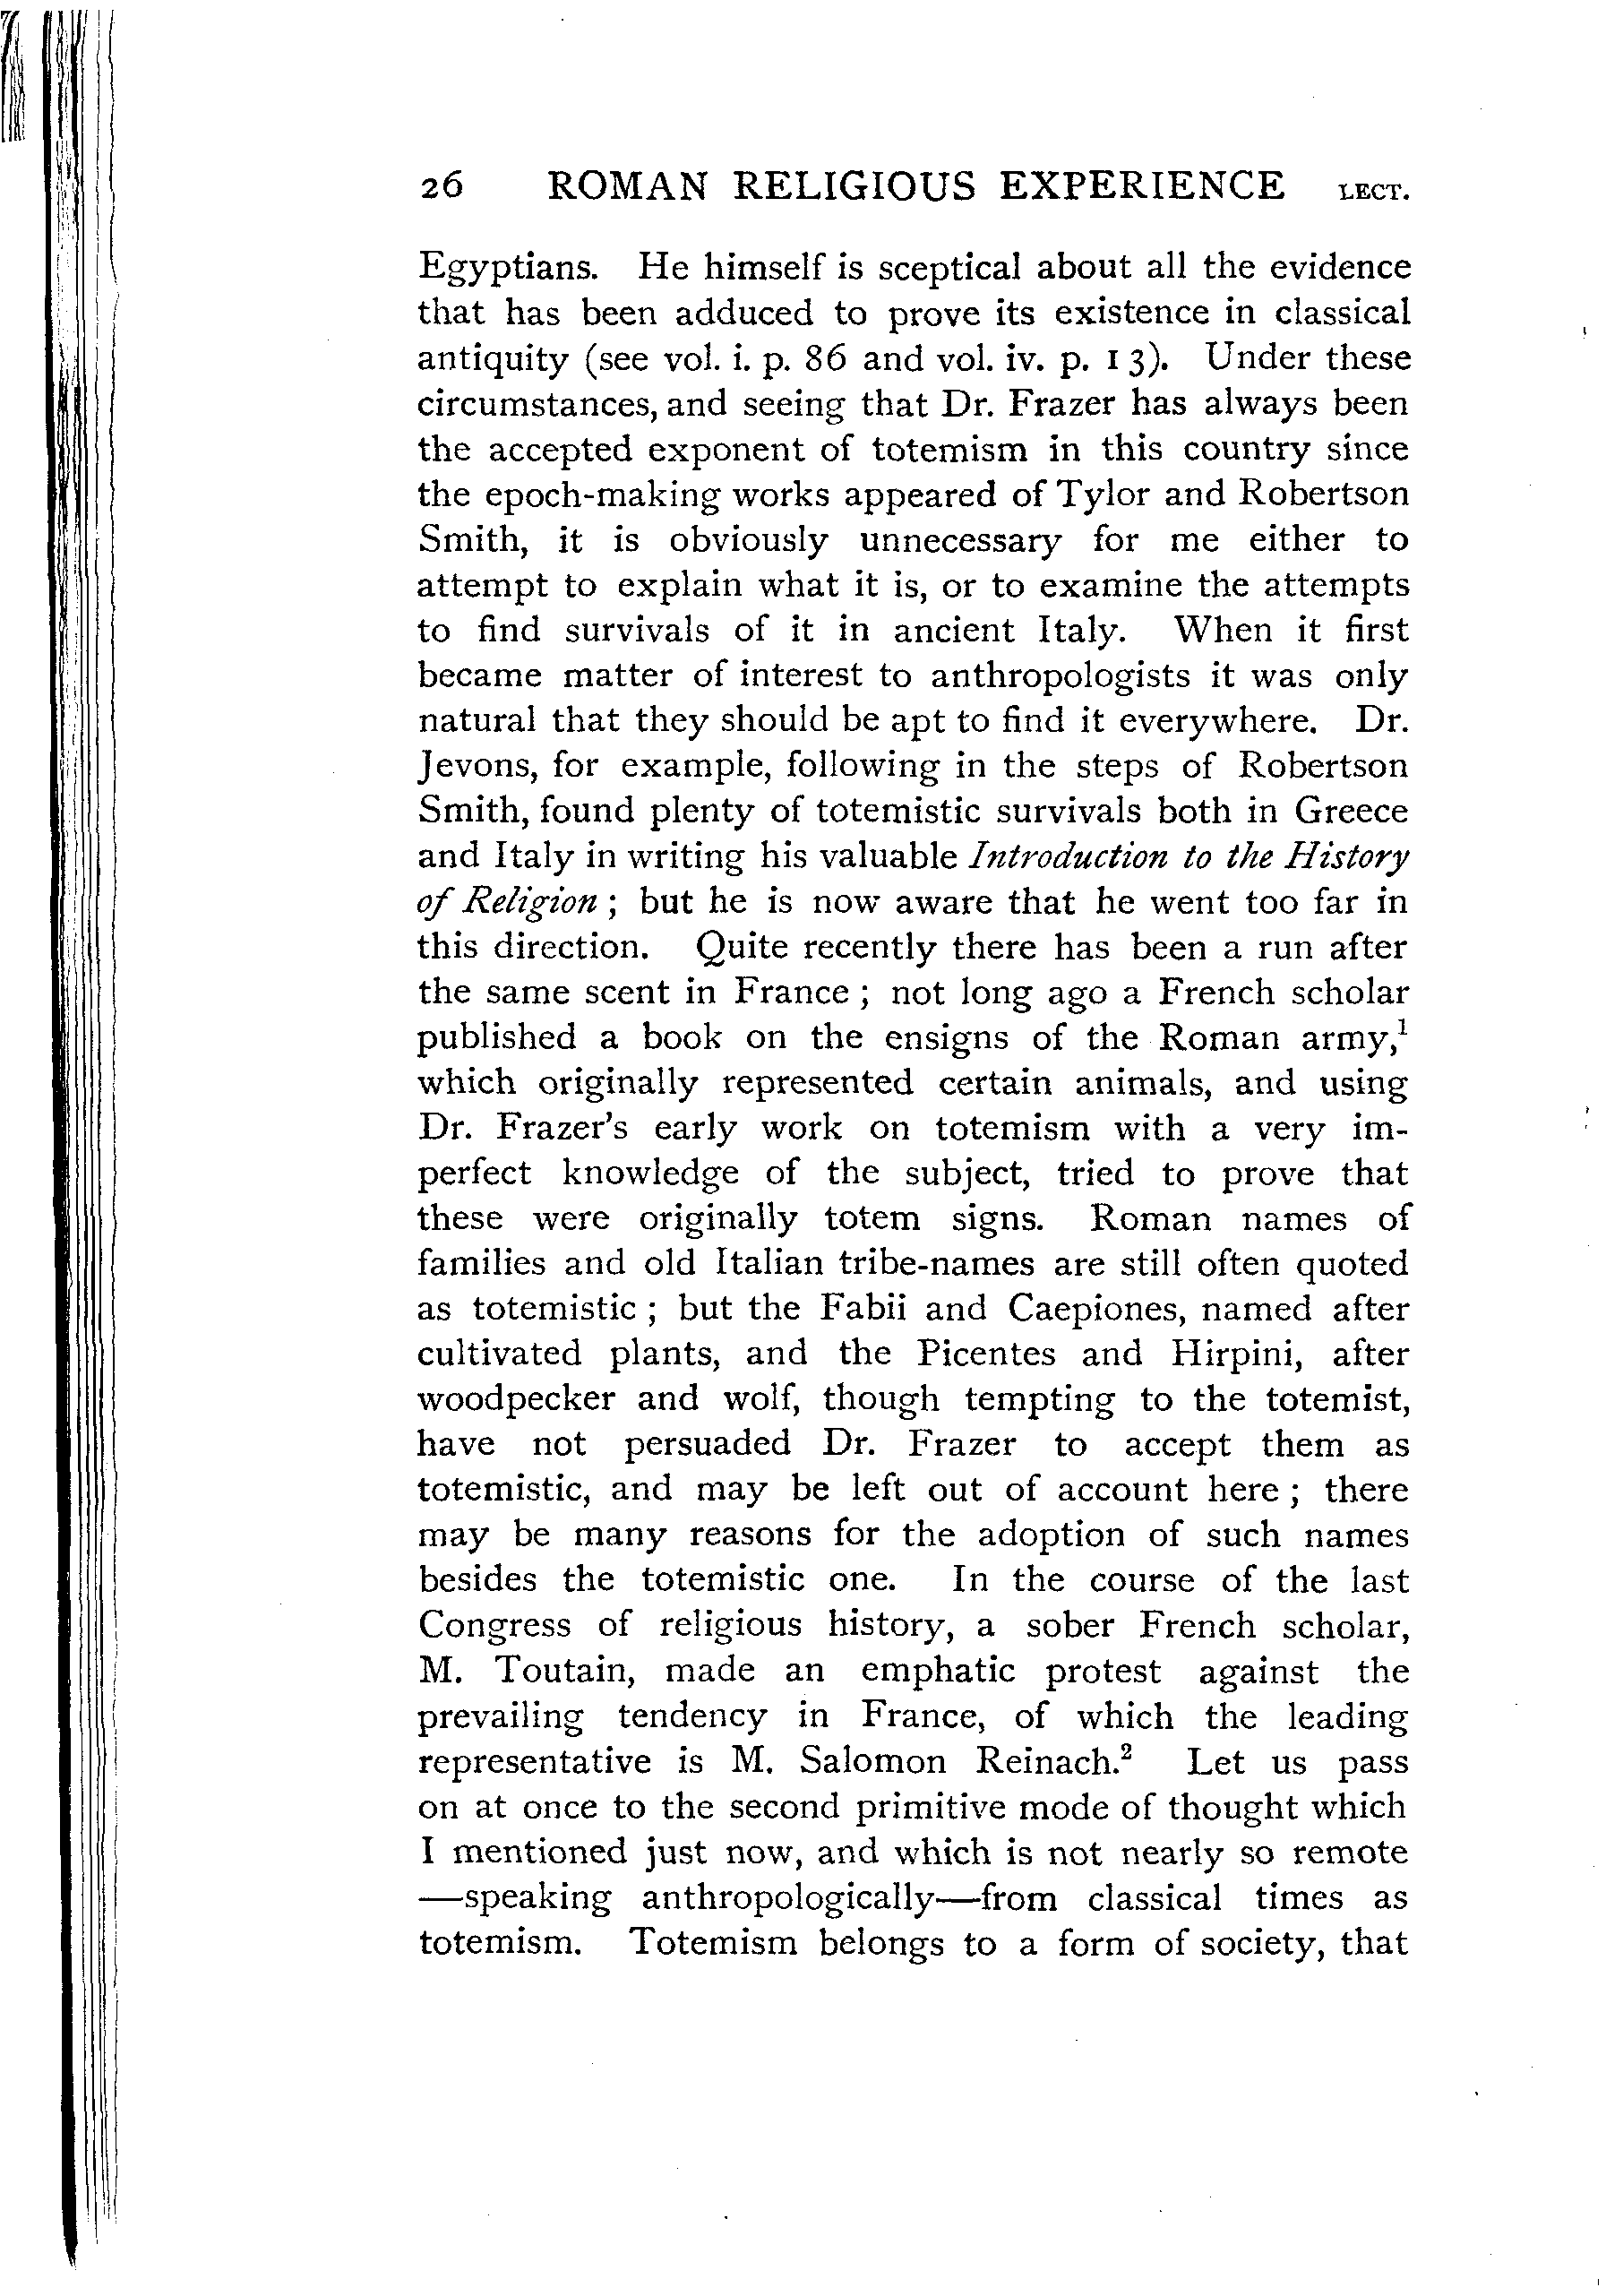 26 ROMAN RELIGIOUS EXPERIENCE LECT.
Egyptians. He himself is sceptical about all the evidence
that has been adduced to prove its existence in classical
antiquity (see vol. i. p. 86 and vol. iv. p. 13). Under these
circumstances, and seeing that Dr. Frazer has always been
the accepted exponent of totemism in this country since
the epoch-making works appeared of Tylor and Robertson
Smith, it is obviously unnecessary for me either to
attempt to explain what it is, or to examine the attempts
to find survivals of it in ancient Italy. When it first
became matter of interest to anthropologists it was only
natural that they should be apt to find it everywhere. Dr.
Jevons, for example, following in the steps of Robertson
Smith, found plenty of totemistic survivals both in Greece
and Italy in writing his valuable Introduction to the History
of Religion ; but he is now aware that he went too far in
this direction. Quite recently there has been a run after
the same scent in France ; not long ago a French scholar
published a book on the ensigns of the Roman army,¹
which originally represented certain animals, and using
Dr. Frazer's early work on totemism with a very im-
perfect knowledge of the subject, tried to prove that
these were originally totem signs. Roman names of
families and old Italian tribe-names are still often quoted
as totemistic ; but the Fabii and Caepiones, named after
cultivated plants, and the Picentes and Hirpini, after
woodpecker and wolf, though tempting to the totemist,
have not persuaded Dr. Frazer to accept them as
totemistic, and may be left out of account here ; there
may be many reasons for the adoption of such names
besides the totemistic one. In the course of the last
Congress of religious history, a sober French scholar,
M. Toutain, made an emphatic protest against the
prevailing tendency in France, of which the leading
representative is M. Salomon Reinach.² Let us pass
on at once to the second primitive mode of thought which
I mentioned just now, and which is not nearly so remote
—speaking anthropologically—from classical times as
totemism. Totemism belongs to a form of society, that